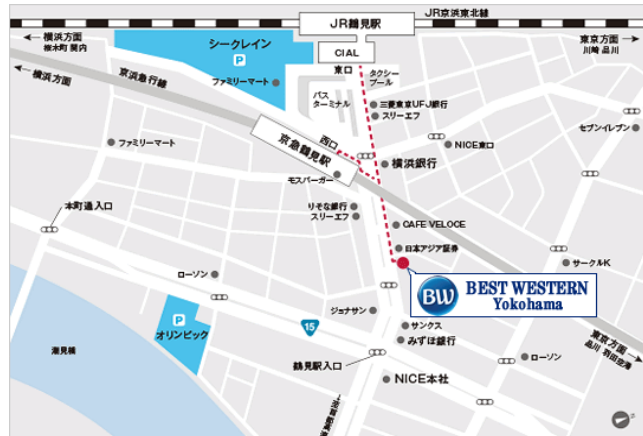 JR鶴見駅
JR京浜東北線
横浜方面
桜木町 関内
シークレイン
P
CIAL
東口
東京方面
川崎 品川
横浜方面
京浜急行線
ファミリーマート
バス
ターミナル
タクシー
プール
三菱東京UFJ銀行
スリーエフ
セブンイレブン
ファミリーマート
西口
京急鶴見駅
NICE東口
横浜銀行
モスバーガー
本町通入口
りそな銀行
スリーエフ
CAFE VELOCE
日本アジア証券
ローソン
サークルK
BW
BEST WESTERN
Yokohama
P
オリンピック
15
ジョナサン
サンクス
みずほ銀行
潮見橋
鶴見駅入口
ローソン
東京方面
品川 羽田空港
NICE本社